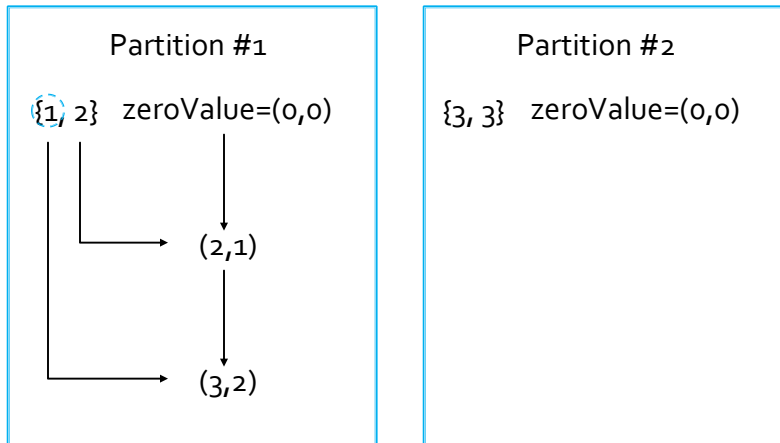 Partition #1
{1, 2} zeroValue=(0,0)
(2,1)
(3,2)
Partition #2
{3, 3} zeroValue=(0,0)